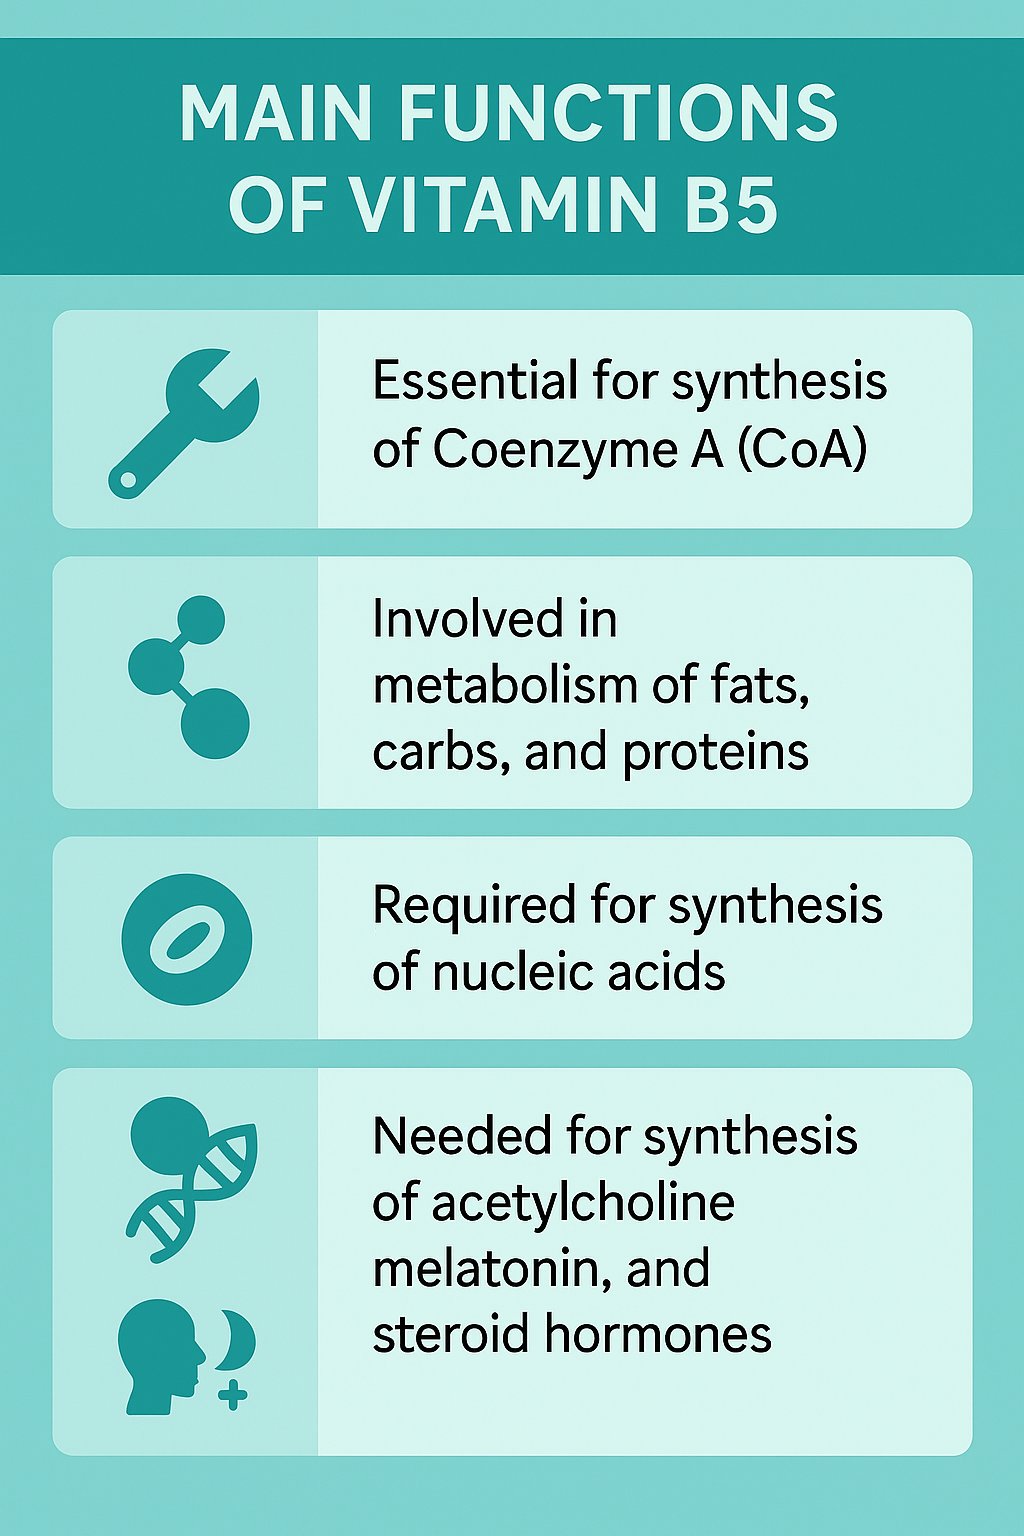 MAIN FUNCTIONS
OF VITAMIN B5
Essential for synthesis
of Coenzyme A (CoA)
Involved in
metabolism of fats,
carbs, and proteins
Required for synthesis
of nucleic acids
Needed for synthesis
of acetylcholine
melatonin, and
steroid hormones